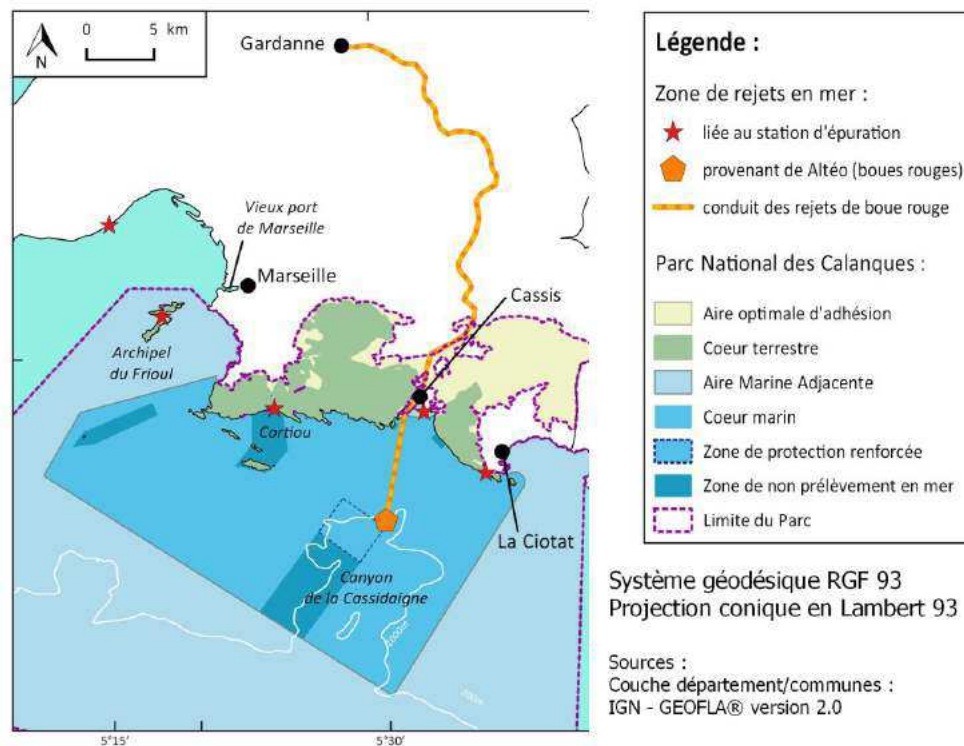 0 5 km
N
Gardanne
Vieux port
de Marseille
Marseille
Cassis
Archipel
du Frioul
Cortiou
La Ciotat
Canyon
de la Cassidaigne
5°15'
5°30'
Légende :
Zone de rejets en mer :
liée au station d'épuration
provenant de Altéo (boues rouges)
conduit des rejets de boue rouge
Parc National des Calanques :
Aire optimale d'adhésion
Coeur terrestre
Aire Marine Adjacente
Coeur marin
Zone de protection renforcée
Zone de non prélèvement en mer
Limite du Parc
Système géodésique RGF 93
Projection conique en Lambert 93
Sources :
Couche département/communes :
IGN - GEOFLA® version 2.0